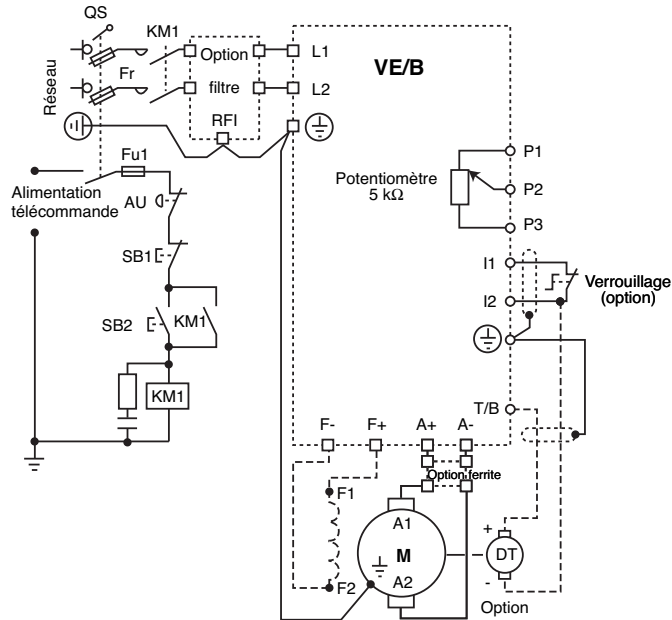 QS
KM1
Réseau
Fr
Option
filtre
RFI
L1
L2
VE/B
Fu1
Alimentation
télécommande
AU
SB1
SB2
KM1
KM1
Potentiomètre
5 kΩ
P1
P2
P3
I1
I2
Verrouillage
(option)
T/B
F-
F+
A+
A-
Option ferrite
F1
F2
A1
M
A2
+
DT
-
Option